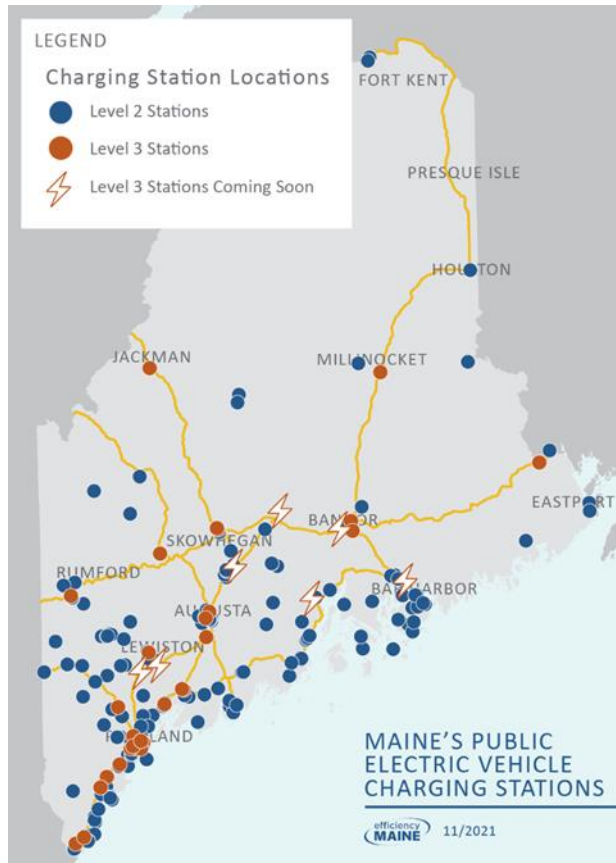 LEGEND
Charging Station Locations
Level 2 Stations
Level 3 Stations
Level 3 Stations Coming Soon
FORT KENT
PRESQUE ISLE
HOULTON
JACKMAN
MILLINOCKET
EASTPORT
SKOWHEGAN
BANGOR
RUMFORD
BAR HARBOR
AUGUSTA
LEWISTON
PORTLAND
MAINE'S PUBLIC
ELECTRIC VEHICLE
CHARGING STATIONS
efficiency
MAINE
11/2021